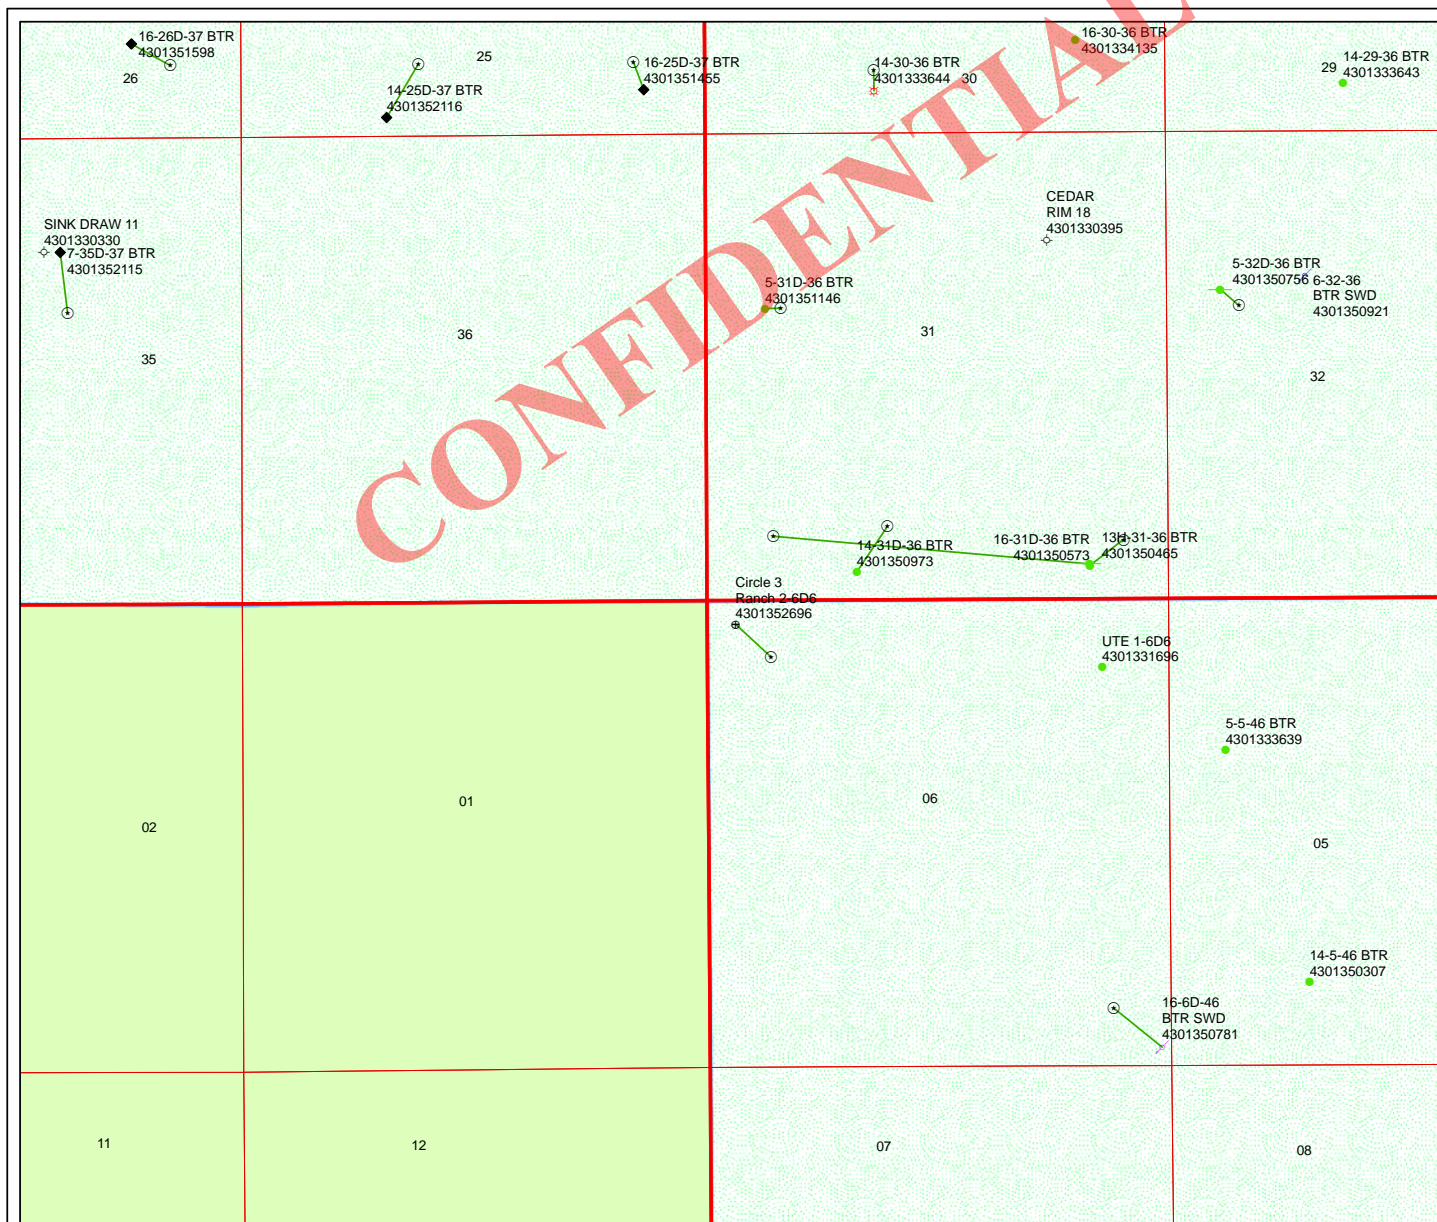 16-26D-37 BTR
4301351598
26
25
14-25D-37 BTR
4301352116
16-25D-37 BTR
4301351455
14-30-36 BTR
4301333644
30
16-30-36 BTR
4301334135
29
14-29-36 BTR
4301333643
SINK DRAW 11
4301330330
7-35D-37 BTR
4301352115
35
36
CEDAR
RIM 18
4301330395
5-31D-36 BTR
4301351146
31
5-32D-36 BTR
4301350756
6-32-36
BTR SWD
4301350921
32
CONFIDENTIAL
14-31D-36 BTR
4301350973
16-31D-36 BTR
4301350573
13H-31-36 BTR
4301350465
Circle 3
Ranch 2-6D6
4301352696
UTE 1-6D6
4301331696
5-5-46 BTR
4301333639
02
01
06
05
14-5-46 BTR
4301350307
16-6D-46
BTR SWD
4301350781
11
12
07
08